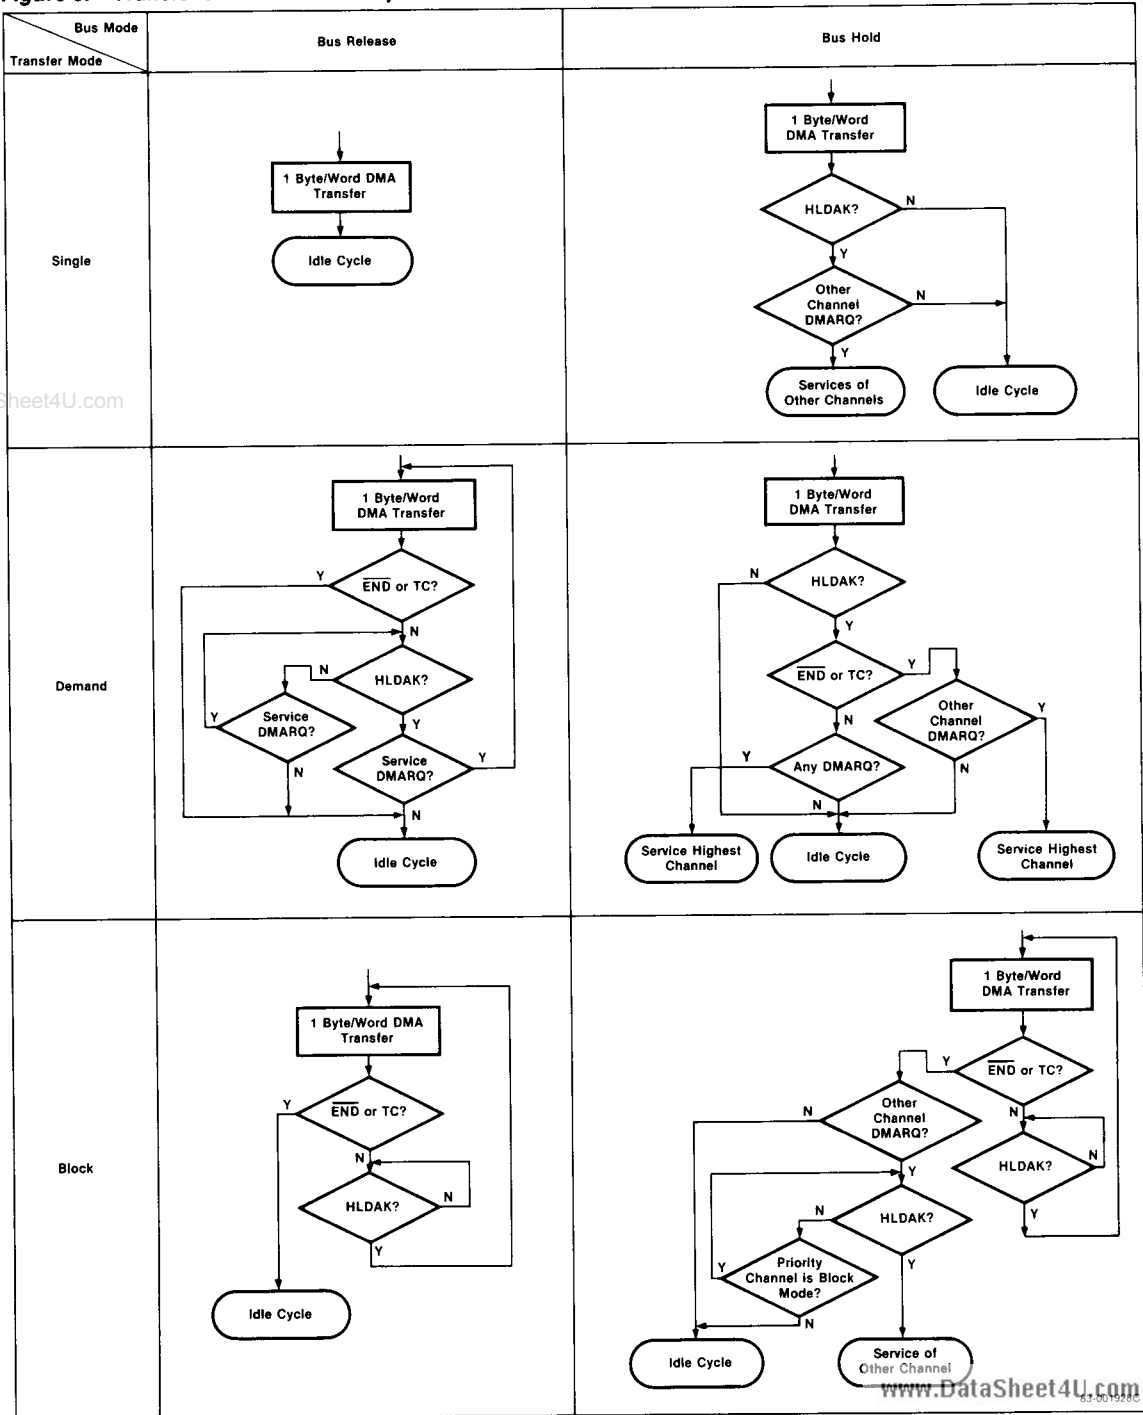 Bus Mode
Transfer Mode
Bus Release
Bus Hold
Single
1 Byte/Word DMA
Transfer
Idle Cycle
1 Byte/Word
DMA Transfer
HLDAK?
N
Y
Other
Channel
DMARQ?
N
Y
Services of
Other Channels
Idle Cycle
Sheet4U.com
Demand
1 Byte/Word
DMA Transfer
Y
END or TC?
N
N
HLDAK?
Y
Service
DMARQ?
Y
N
Service
DMARQ?
Y
N
Idle Cycle
1 Byte/Word
DMA Transfer
N
HLDAK?
Y
END or TC?
Y
N
Other
Channel
DMARQ?
Y
N
Y
Any DMARQ?
N
Service Highest
Channel
Idle Cycle
Service Highest
Channel
Block
1 Byte/Word DMA
Transfer
Y
END or TC?
N
HLDAK?
N
Y
Idle Cycle
1 Byte/Word
DMA Transfer
Y
END or TC?
N
N
Other
Channel
DMARQ?
Y
HLDAK?
N
Y
N
HLDAK?
Y
Y
Priority
Channel is Block
Mode?
N
Idle Cycle
Service of
Other Channel
www.DataSheet4U.com
83-001928C